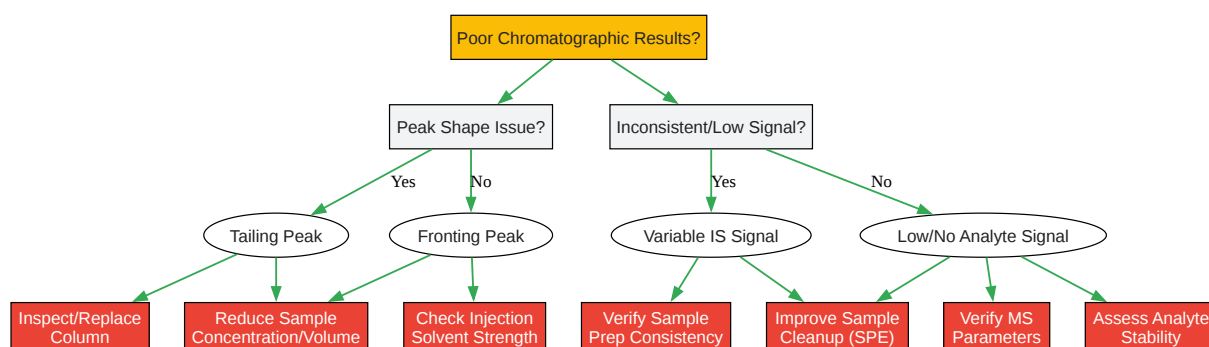 Poor Chromatographic Results?
Peak Shape Issue?
Inconsistent/Low Signal?
Yes
No
Yes
No
Tailing Peak
Fronting Peak
Variable IS Signal
Low/No Analyte Signal
Inspect/Replace
Column
Reduce Sample
Concentration/Volume
Check Injection
Solvent Strength
Verify Sample
Prep Consistency
Improve Sample
Cleanup (SPE)
Verify MS
Parameters
Assess Analyte
Stability